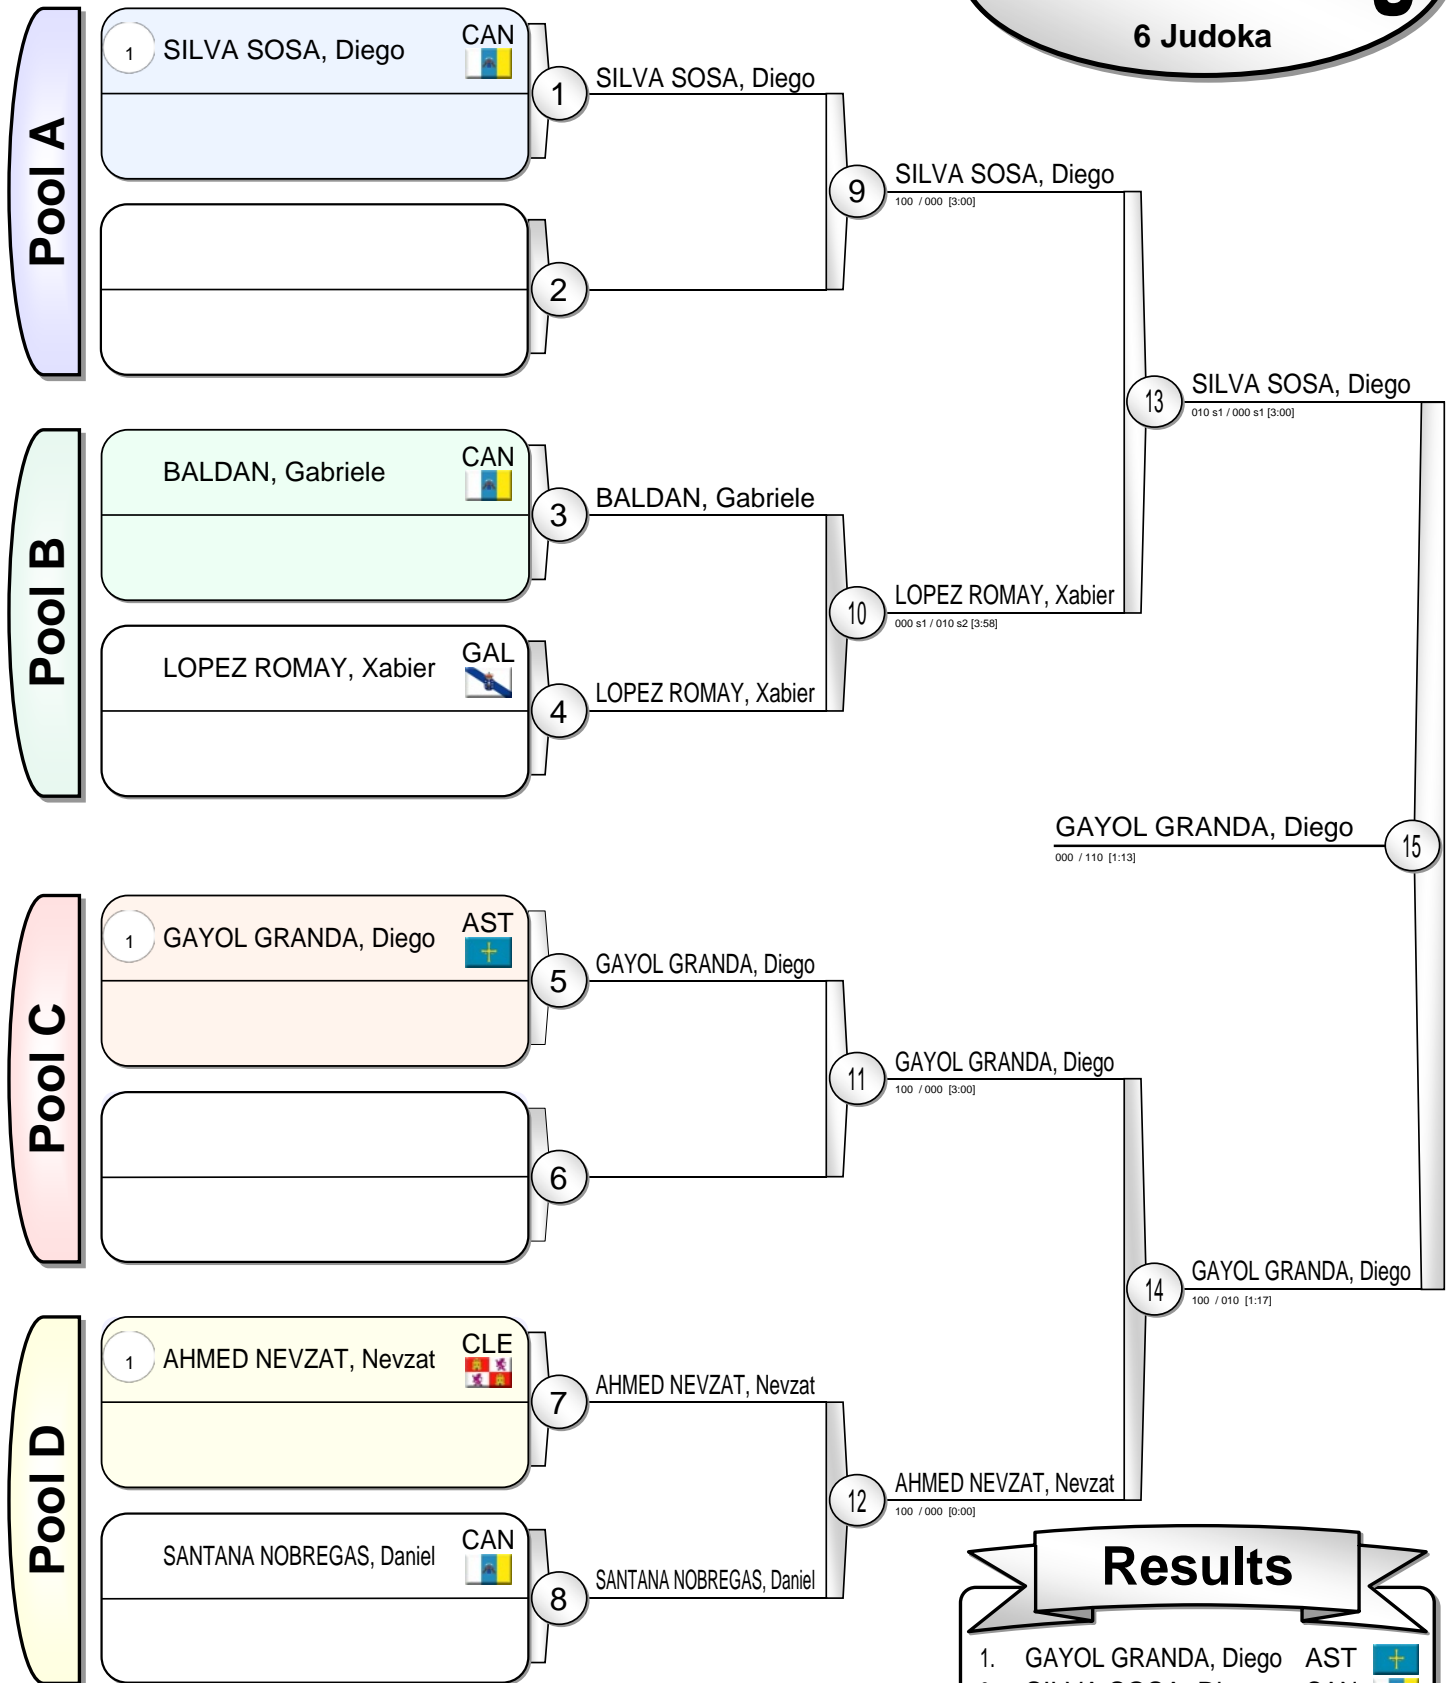 6 Judoka
Pool A
1 SILVA SOSA, Diego CAN
1 SILVA SOSA, Diego
2
9 SILVA SOSA, Diego
100 / 000 [3:00]
13 SILVA SOSA, Diego
010 s1 / 000 s1 [3:00]
Pool B
BALDAN, Gabriele CAN
3 BALDAN, Gabriele
10 LOPEZ ROMAY, Xabier
000 s1 / 010 s2 [3:58]
LOPEZ ROMAY, Xabier GAL
4 LOPEZ ROMAY, Xabier
GAYOL GRANDA, Diego 15
000 / 110 [1:13]
Pool C
1 GAYOL GRANDA, Diego AST
5 GAYOL GRANDA, Diego
11 GAYOL GRANDA, Diego
100 / 000 [3:00]
6
14 GAYOL GRANDA, Diego
100 / 010 [1:17]
Pool D
1 AHMED NEVZAT, Nevzat CLE
7 AHMED NEVZAT, Nevzat
12 AHMED NEVZAT, Nevzat
100 / 000 [0:00]
SANTANA NOBREGAS, Daniel CAN
8 SANTANA NOBREGAS, Daniel
Results
1. GAYOL GRANDA, Diego AST